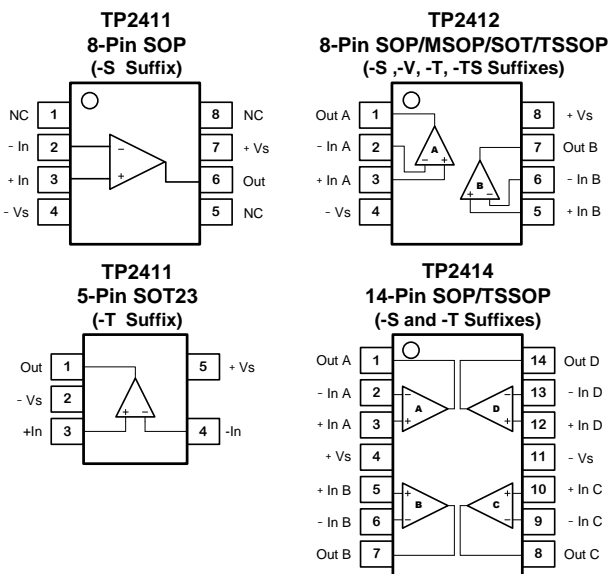 TP2411
8-Pin SOP
(-S Suffix)
NC 1 8 NC
- In 2 − 7 + Vs
+ In 3 + 6 Out
- Vs 4 5 NC
TP2412
8-Pin SOP/MSOP/SOT/TSSOP
(-S ,-V, -T, -TS Suffixes)
Out A 1 8 + Vs
- In A 2 A − + 7 Out B
+ In A 3 B + − 6 - In B
- Vs 4 5 + In B
TP2411
5-Pin SOT23
(-T Suffix)
Out 1 5 + Vs
- Vs 2
+In 3 + − 4 -In
TP2414
14-Pin SOP/TSSOP
(-S and -T Suffixes)
Out A 1 14 Out D
- In A 2 − A D − 13 - In D
+ In A 3 + + 12 + In D
+ Vs 4 11 - Vs
+ In B 5 + + 10 + In C
- In B 6 − B C − 9 - In C
Out B 7 8 Out C